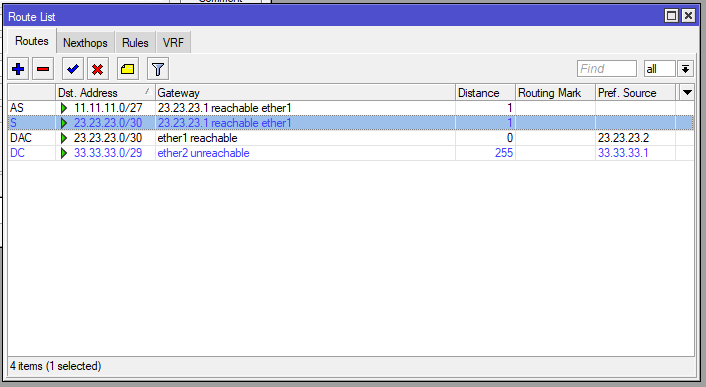 Comment
Route List
Routes Nexthops Rules VRF
Find all
Dst. Address Gateway Distance Routing Mark Pref. Source
AS 11.11.11.0/27 23.23.23.1 reachable ether1 1
S 23.23.23.0/30 23.23.23.1 reachable ether1 1
DAC 23.23.23.0/30 ether1 reachable 0 23.23.23.2
DC 33.33.33.0/29 ether2 unreachable 255 33.33.33.1
4 items (1 selected)